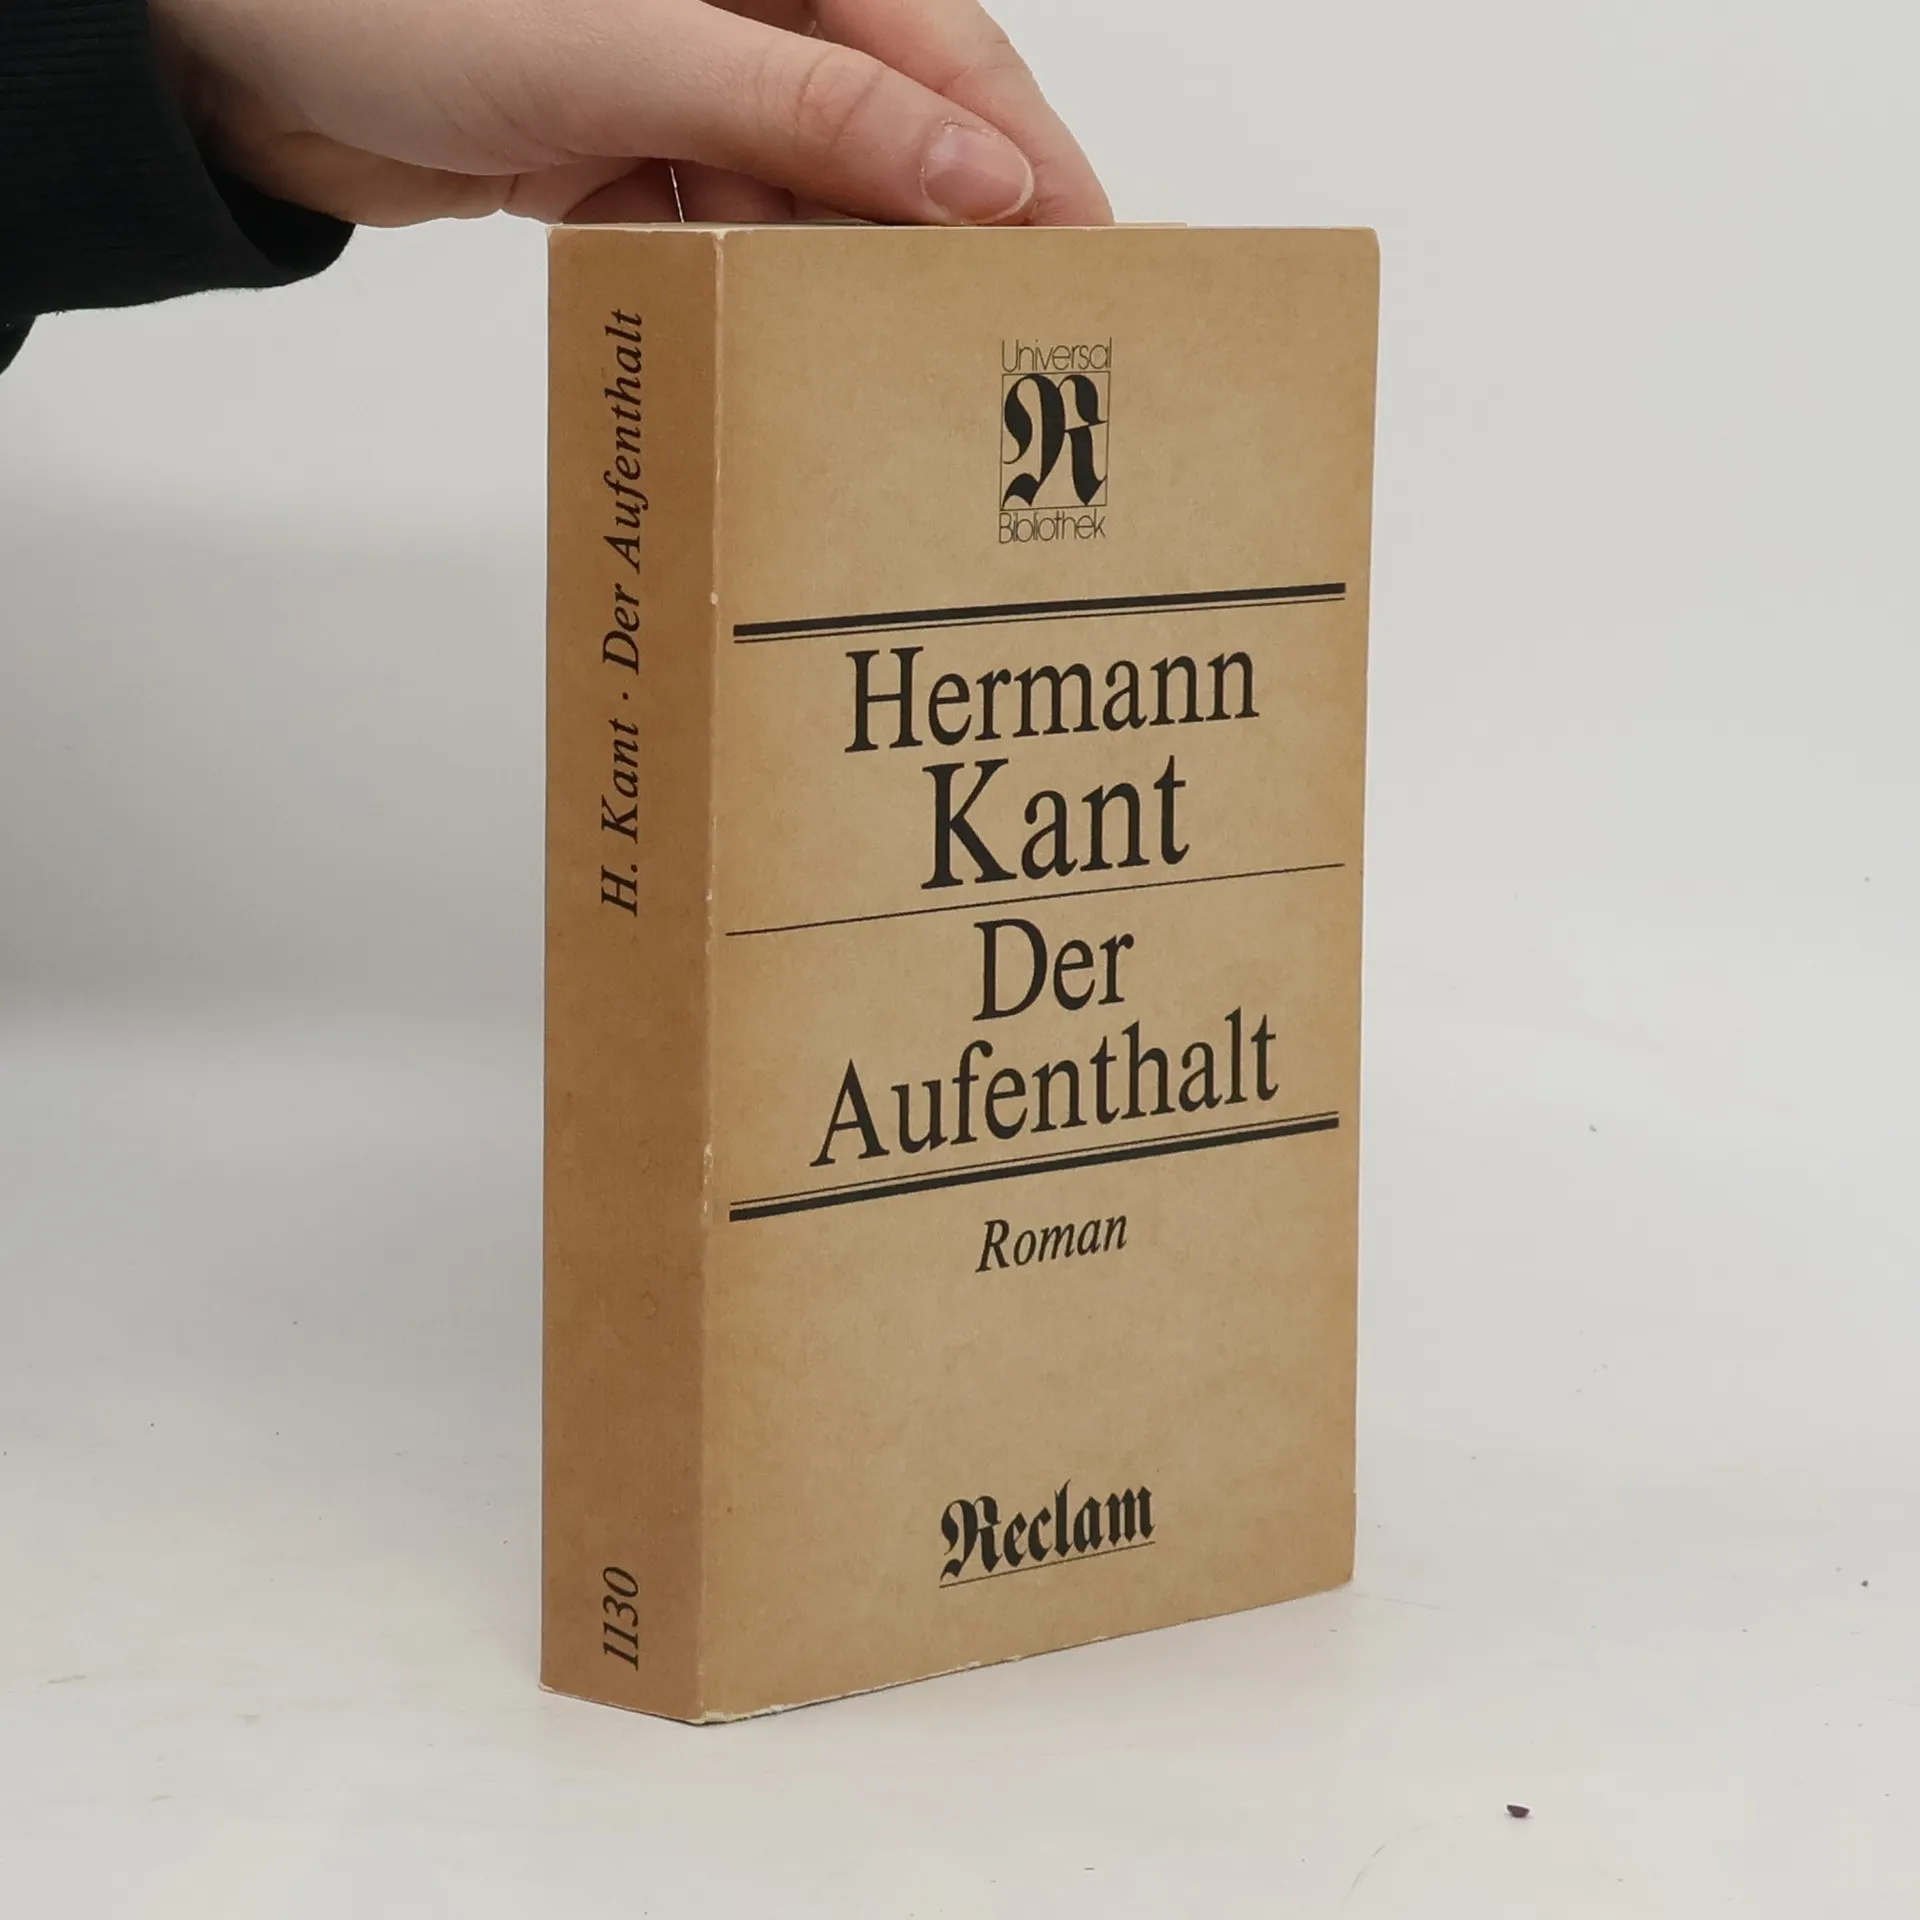 H. Kant · Der Aufenthalt
1130
Universal
R
Bibliothek
Hermann
Kant
Der
Aufenthalt
Roman
Reclam